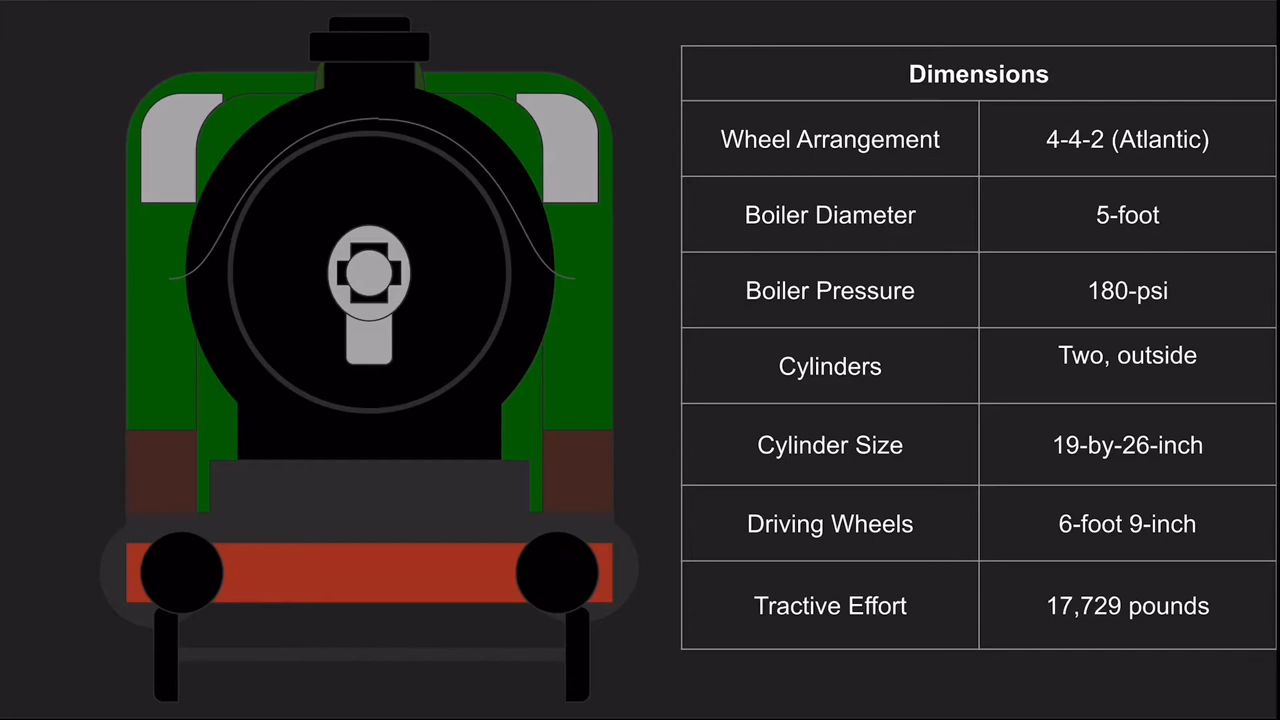 Dimensions
Wheel Arrangement 4-4-2 (Atlantic)
Boiler Diameter 5-foot
Boiler Pressure 180-psi
Cylinders Two, outside
Cylinder Size 19-by-26-inch
Driving Wheels 6-foot 9-inch
Tractive Effort 17,729 pounds